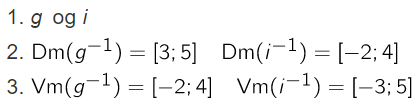 1. g og i
2. Dm(g⁻¹) = [3; 5] Dm(i⁻¹) = [−2; 4]
3. Vm(g⁻¹) = [−2; 4] Vm(i⁻¹) = [−3; 5]